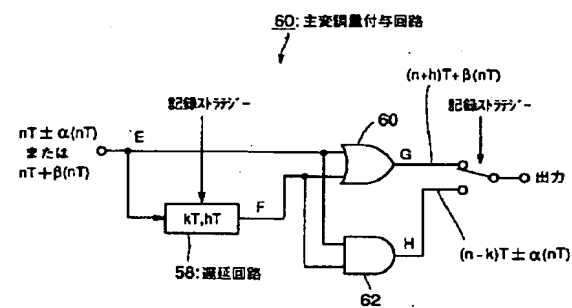 60:主変調量付与回路
(n+h)T+β(nT)
記録ストラテジー
記録ストラテジー
60
nT±α(nT)
または
nT+β(nT)
E
G
出力
kT,hT
F
H
(n-k)T±α(nT)
58:遅延回路
62